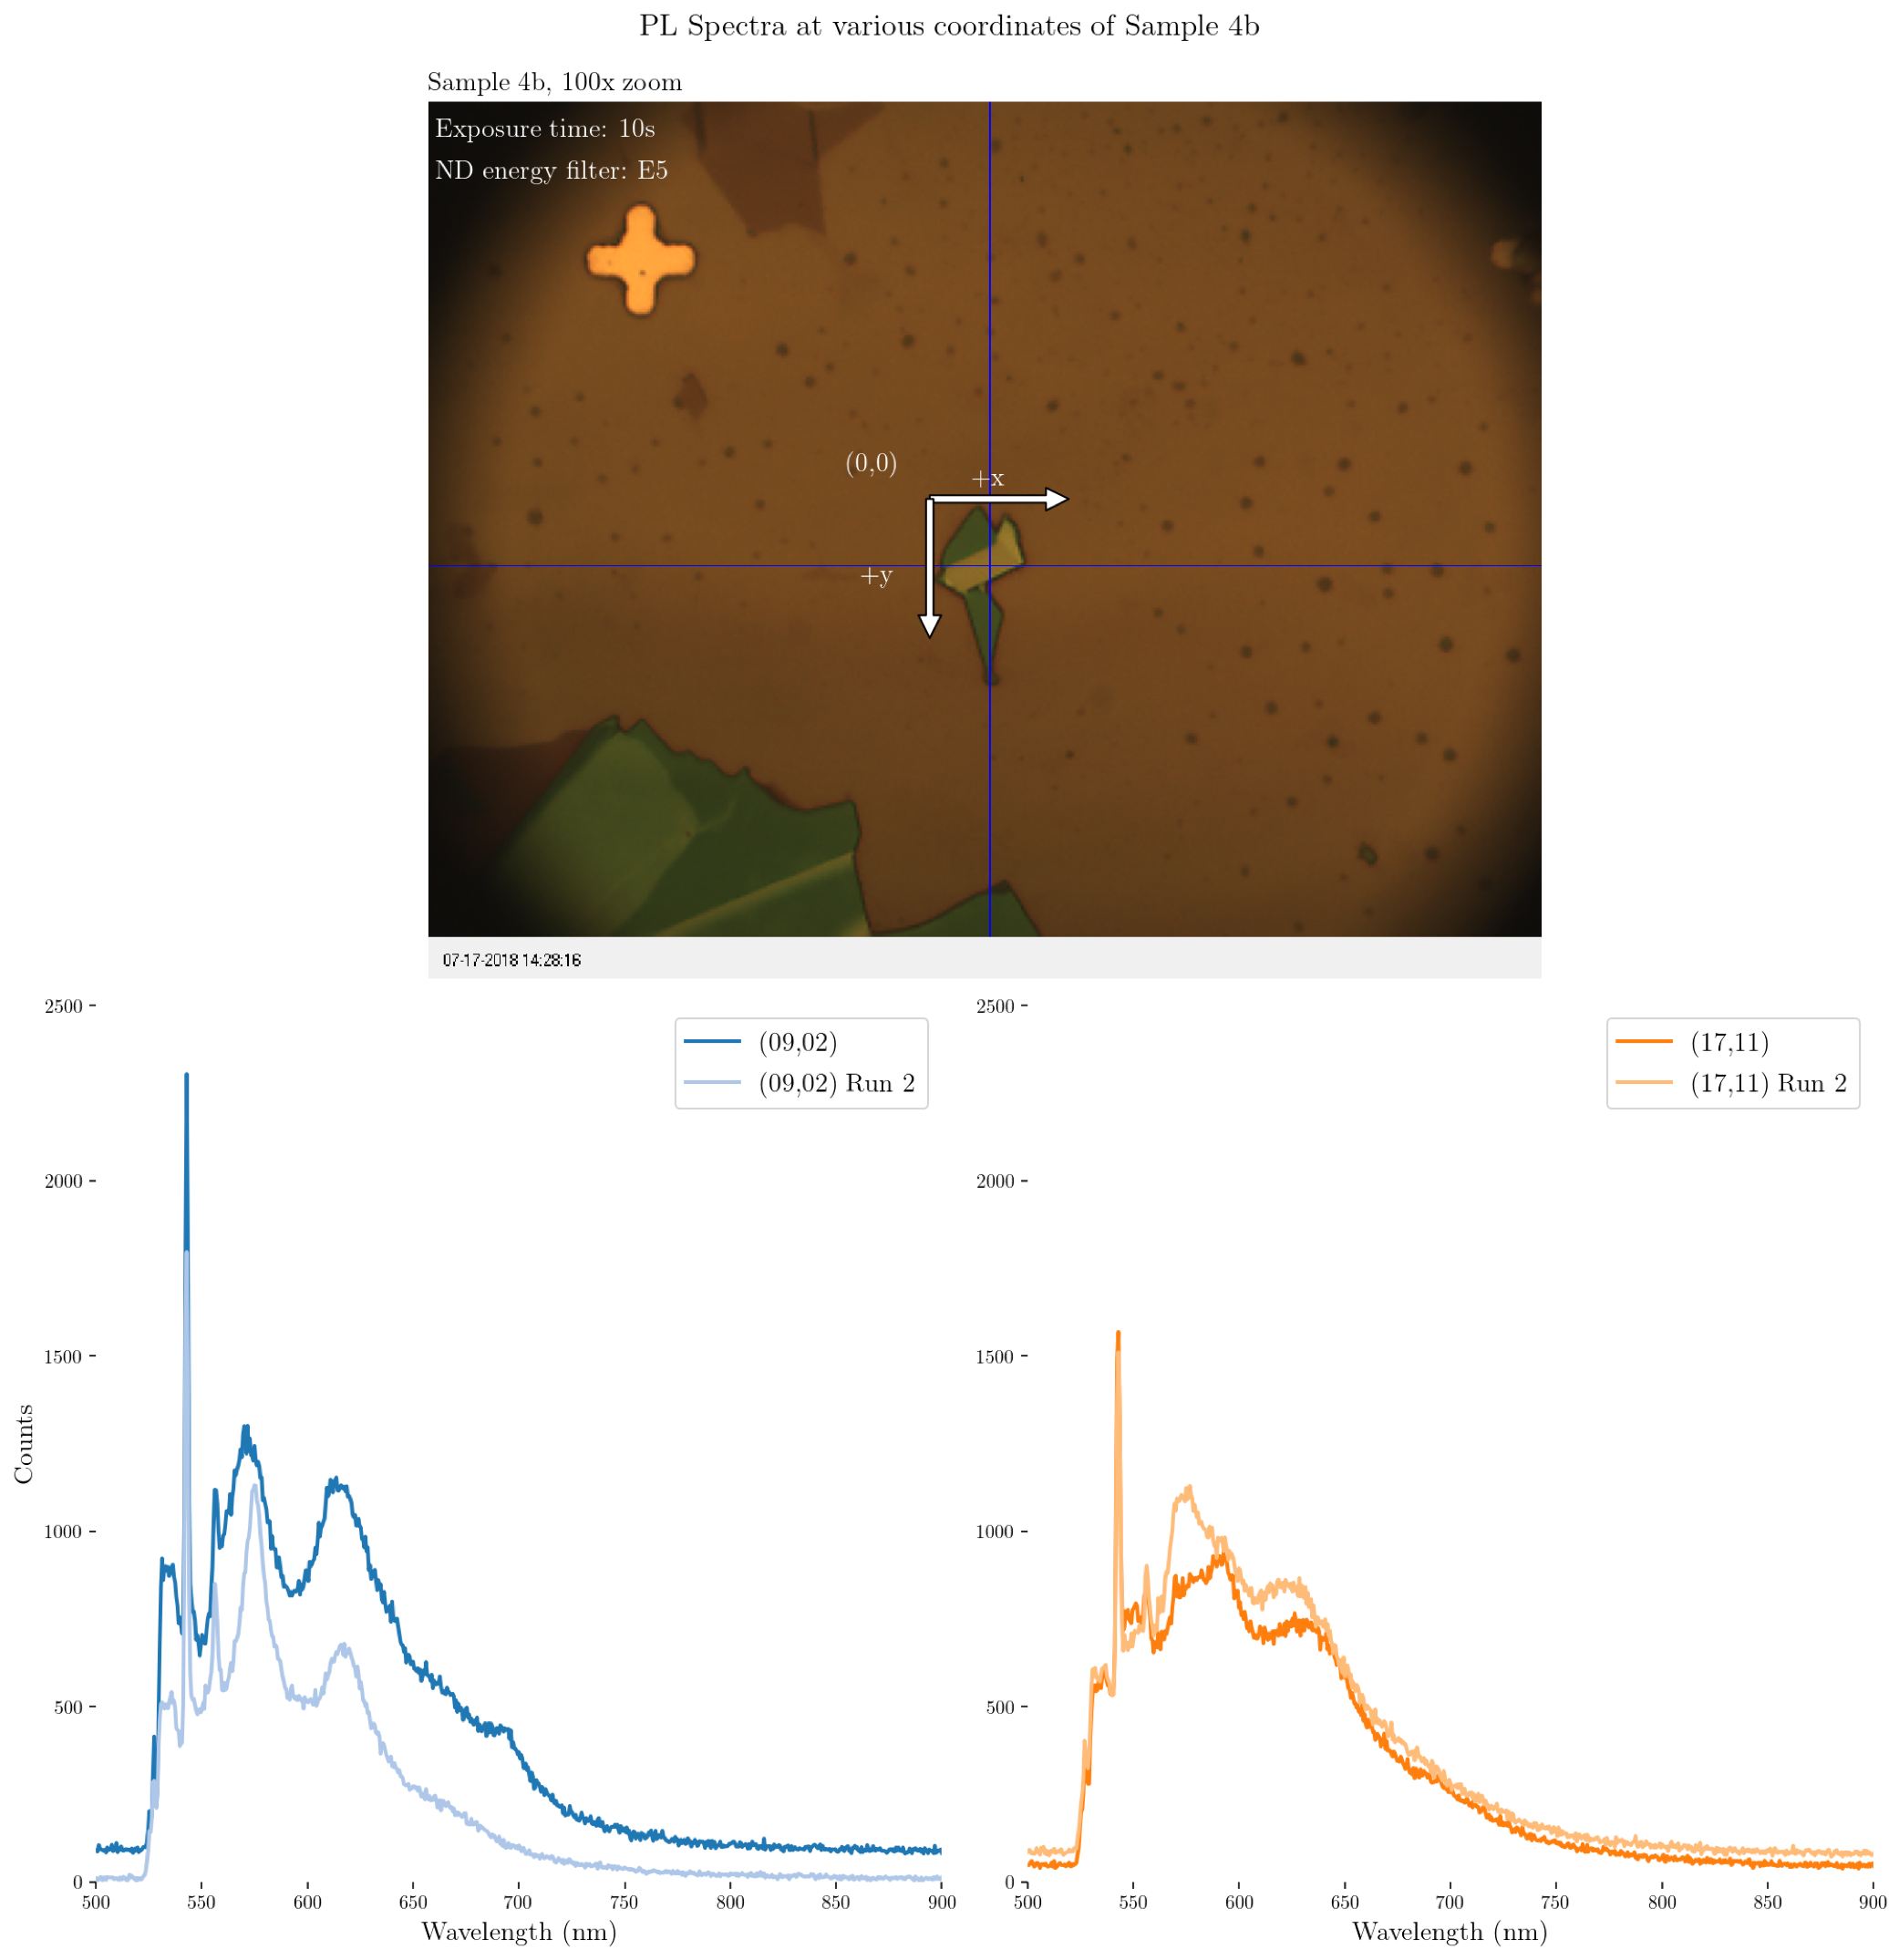 PL Spectra at various coordinates of Sample 4b
Sample 4b, 100x zoom
Exposure time: 10s
ND energy filter: E5
(0,0)
+x
+y
07-17-2018 14:28:16
2500
2000
1500
1000
500
0
Counts
500 550 600 650 700 750 800 850 900
Wavelength (nm)
(09,02)
(09,02) Run 2
2500
2000
1500
1000
500
0
500 550 600 650 700 750 800 850 900
Wavelength (nm)
(17,11)
(17,11) Run 2